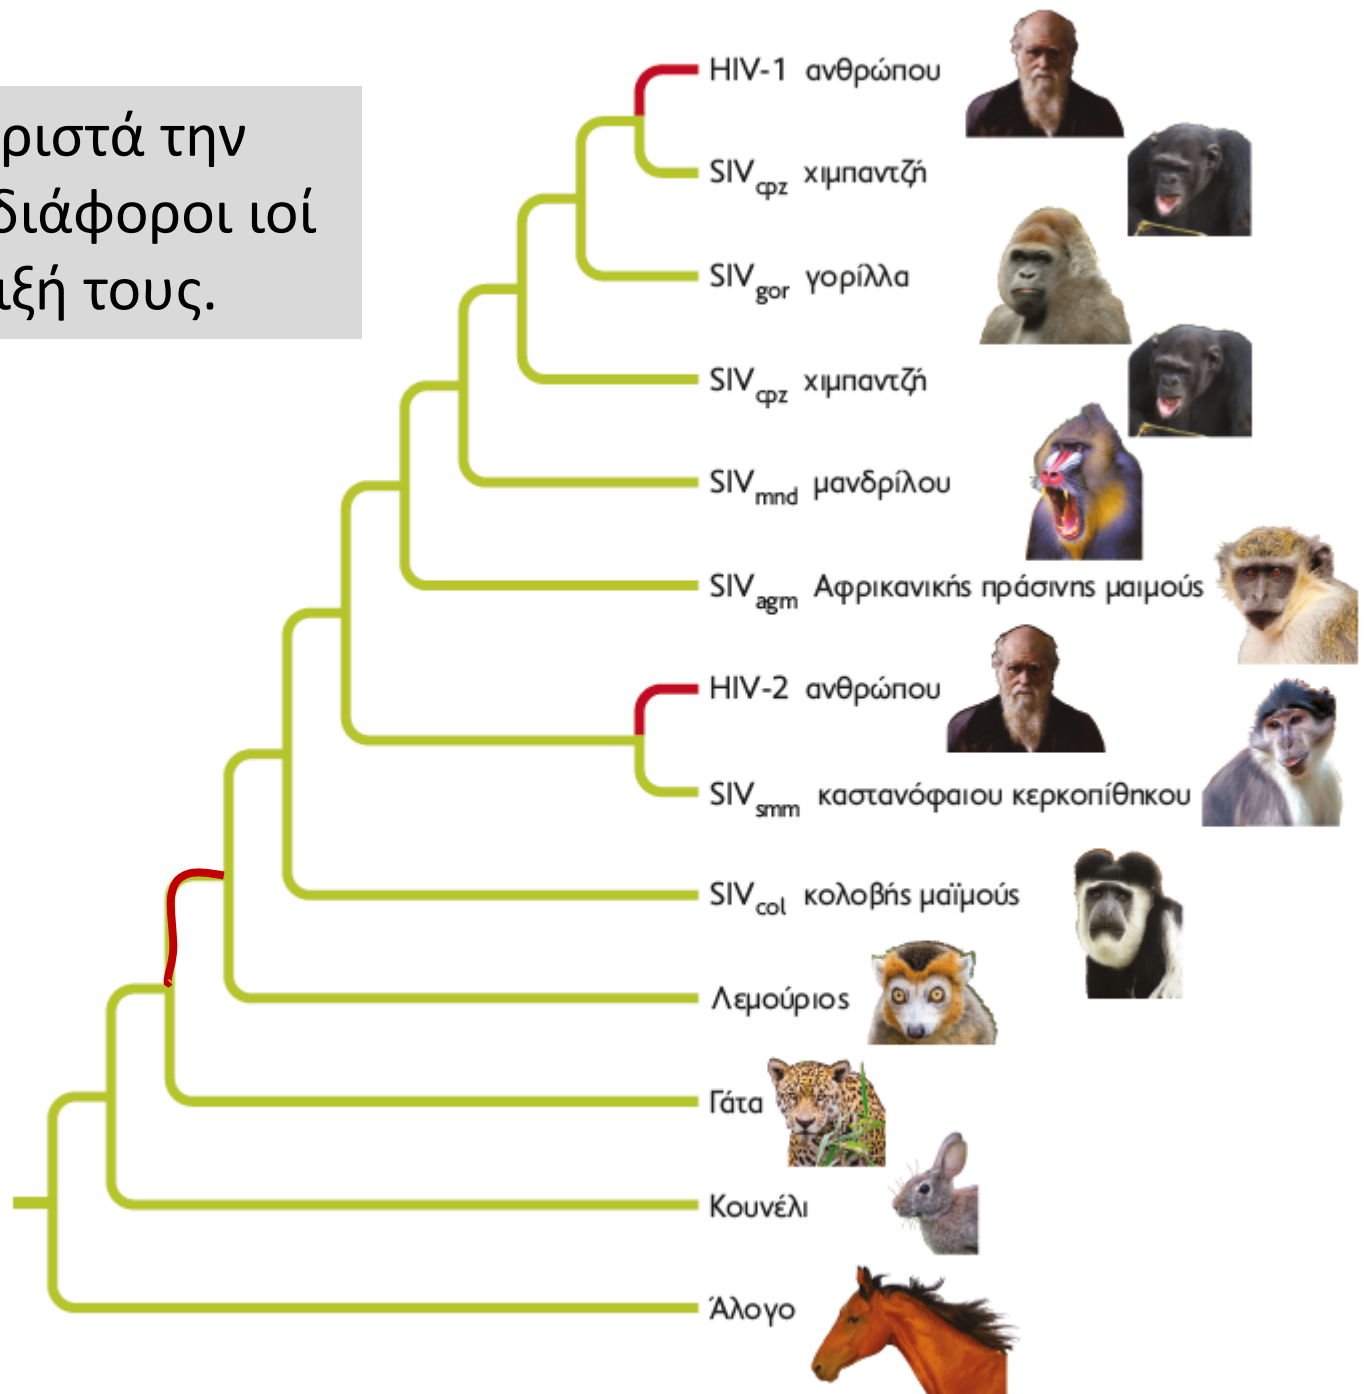 ριστά την
διάφοροι ιοί
ιξή τους.
HIV-1 ανθρώπου
SIVcpz χιμπαντζή
SIVgor γορίλλα
SIVcpz χιμπαντζή
SIVmnd μανδρίλου
SIVagm Αφρικανικής πράσινης μαιμούς
HIV-2 ανθρώπου
SIVsmm καστανόφαιου κερκοπίθηκου
SIVcol κολοβής μαϊμούς
Λεμούριος
Γάτα
Κουνέλι
Άλογο